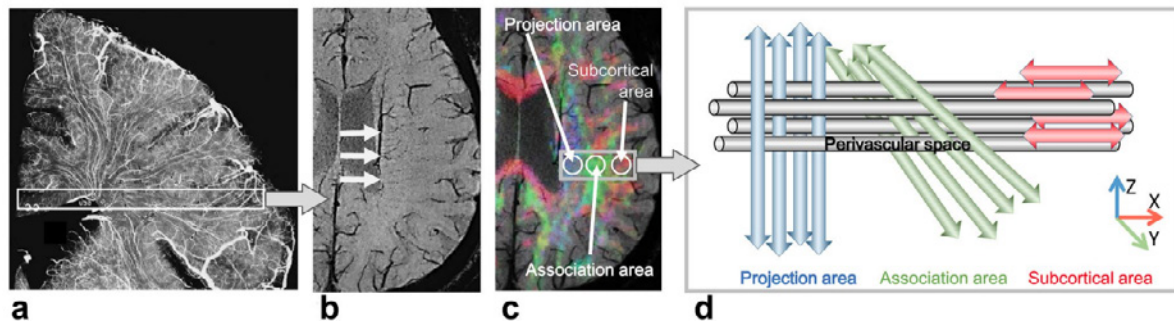 Projection area
Subcortical
area
Association area
Perivascular space
Z
X
Y
Projection area
Association area
Subcortical area
a
b
c
d